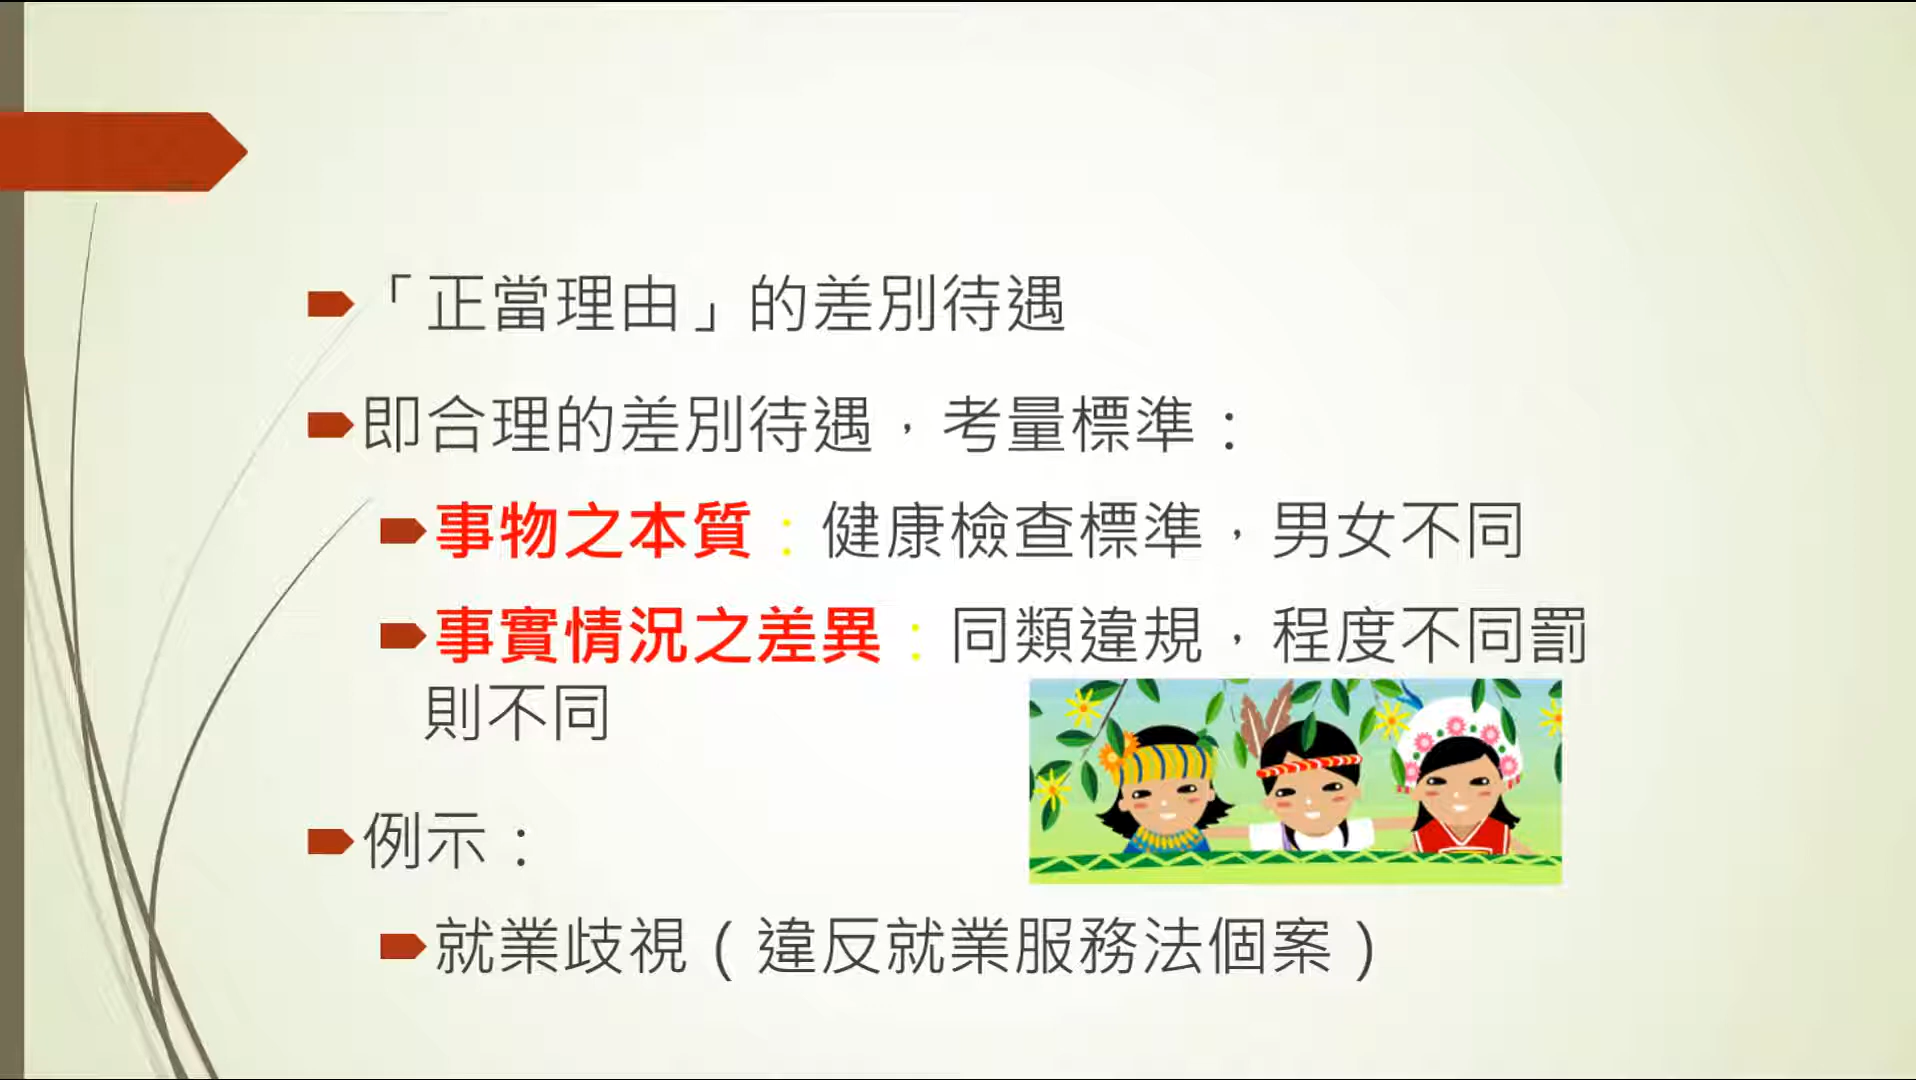 「正當理由」的差別待遇
即合理的差別待遇，考量標準：
事物之本質：健康檢查標準，男女不同
事實情況之差異：同類違規，程度不同罰
則不同
例示：
就業歧視（違反就業服務法個案）